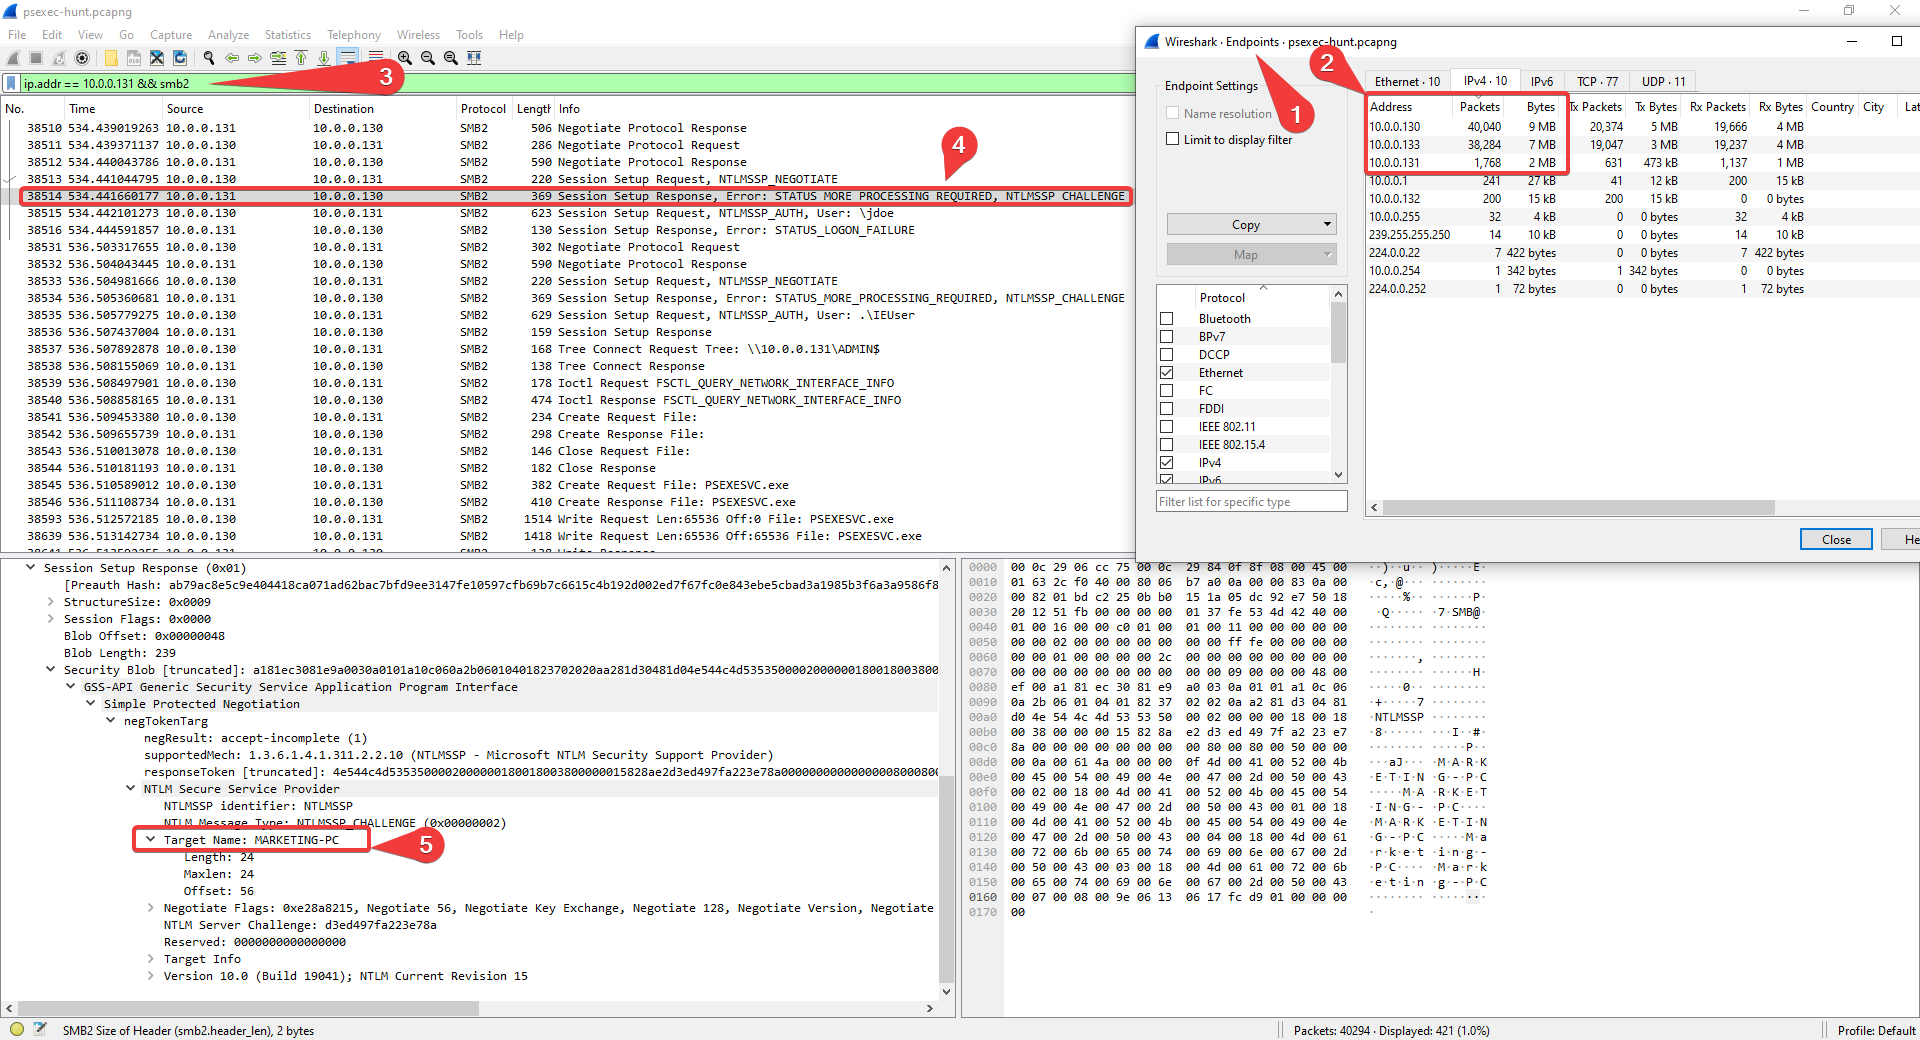 psexec-hunt.pcapng
File Edit View Go Capture Analyze Statistics Telephony Wireless Tools Help
ip.addr == 10.0.0.131 && smb2
3
No. Time Source Destination Protocol Length Info
38510 534.439019263 10.0.0.131 10.0.0.130 SMB2 506 Negotiate Protocol Response
38511 534.439371137 10.0.0.130 10.0.0.131 SMB2 286 Negotiate Protocol Request
38512 534.440043786 10.0.0.131 10.0.0.130 SMB2 590 Negotiate Protocol Response
38513 534.441044795 10.0.0.130 10.0.0.131 SMB2 220 Session Setup Request, NTLMSSP_NEGOTIATE
38514 534.441660177 10.0.0.131 10.0.0.130 SMB2 369 Session Setup Response, Error: STATUS_MORE_PROCESSING_REQUIRED, NTLMSSP_CHALLENGE
4
38515 534.442101273 10.0.0.130 10.0.0.131 SMB2 623 Session Setup Request, NTLMSSP_AUTH, User: \jdoe
38516 534.444591857 10.0.0.131 10.0.0.130 SMB2 130 Session Setup Response, Error: STATUS_LOGON_FAILURE
38531 536.503317655 10.0.0.130 10.0.0.131 SMB2 302 Negotiate Protocol Request
38532 536.504043445 10.0.0.131 10.0.0.130 SMB2 590 Negotiate Protocol Response
38533 536.504981666 10.0.0.130 10.0.0.131 SMB2 220 Session Setup Request, NTLMSSP_NEGOTIATE
38534 536.505360681 10.0.0.131 10.0.0.130 SMB2 369 Session Setup Response, Error: STATUS_MORE_PROCESSING_REQUIRED, NTLMSSP_CHALLENGE
38535 536.505779275 10.0.0.130 10.0.0.131 SMB2 629 Session Setup Request, NTLMSSP_AUTH, User: .\IEUser
38536 536.507437004 10.0.0.131 10.0.0.130 SMB2 159 Session Setup Response
38537 536.507892878 10.0.0.130 10.0.0.131 SMB2 168 Tree Connect Request Tree: \\10.0.0.131\ADMIN$
38538 536.508155069 10.0.0.131 10.0.0.130 SMB2 138 Tree Connect Response
38539 536.508497901 10.0.0.130 10.0.0.131 SMB2 178 Ioctl Request FSCTL_QUERY_NETWORK_INTERFACE_INFO
38540 536.508858165 10.0.0.131 10.0.0.130 SMB2 474 Ioctl Response FSCTL_QUERY_NETWORK_INTERFACE_INFO
38541 536.509453380 10.0.0.130 10.0.0.131 SMB2 234 Create Request File:
38542 536.509655739 10.0.0.131 10.0.0.130 SMB2 298 Create Response File:
38543 536.510013078 10.0.0.130 10.0.0.131 SMB2 146 Close Request File:
38544 536.510181193 10.0.0.131 10.0.0.130 SMB2 182 Close Response
38545 536.510589012 10.0.0.130 10.0.0.131 SMB2 382 Create Request File: PSEXESVC.exe
38546 536.511108734 10.0.0.131 10.0.0.130 SMB2 410 Create Response File: PSEXESVC.exe
38593 536.512572185 10.0.0.130 10.0.0.131 SMB2 1514 Write Request Len:65536 Off:0 File: PSEXESVC.exe
38639 536.513142734 10.0.0.130 10.0.0.131 SMB2 1418 Write Request Len:65536 Off:65536 File: PSEXESVC.exe
Wireshark · Endpoints · psexec-hunt.pcapng
1
2
Endpoint Settings
Name resolution
Limit to display filter
Copy
Map
Protocol
Bluetooth
BPv7
DCCP
Ethernet
FC
FDDI
IEEE 802.11
IEEE 802.15.4
IPv4
IPv6
Filter list for specific type
Ethernet · 10 IPv4 · 10 IPv6 TCP · 77 UDP · 11
Address Packets Bytes Tx Packets Tx Bytes Rx Packets Rx Bytes Country City Lat
10.0.0.130 40,040 9 MB 20,374 5 MB 19,666 4 MB
10.0.0.133 38,284 7 MB 19,047 3 MB 19,237 4 MB
10.0.0.131 1,768 2 MB 631 473 kB 1,137 1 MB
10.0.0.1 241 27 kB 41 12 kB 200 15 kB
10.0.0.132 200 15 kB 200 15 kB 0 0 bytes
10.0.0.255 32 4 kB 0 0 bytes 32 4 kB
239.255.255.250 14 10 kB 0 0 bytes 14 10 kB
224.0.0.22 7 422 bytes 0 0 bytes 7 422 bytes
10.0.0.254 1 342 bytes 1 342 bytes 0 0 bytes
224.0.0.252 1 72 bytes 0 0 bytes 1 72 bytes
Close He
Session Setup Response (0x01)
[Preauth Hash: ab79ac8e5c9e404418ca071ad62bac7bfd9ee3147fe10597cfb69b7c6615c4b192d002ed7f67fc0e843ebe5cbad3a1985b3f6a3a9586f8
StructureSize: 0x0009
Session Flags: 0x0000
Blob Offset: 0x00000048
Blob Length: 239
Security Blob [truncated]: a181ec3081e9a0030a0101a10c060a2b06010401823702020aa281d30481d04e544c4d53535000020000001800180003800
GSS-API Generic Security Service Application Program Interface
Simple Protected Negotiation
negTokenTarg
negResult: accept-incomplete (1)
supportedMech: 1.3.6.1.4.1.311.2.2.10 (NTLMSSP - Microsoft NTLM Security Support Provider)
responseToken [truncated]: 4e544c4d5353500002000000180018003800000015828ae2d3ed497fa223e78a00000000000000008000800
NTLM Secure Service Provider
NTLMSSP identifier: NTLMSSP
NTLM Message Type: NTLMSSP_CHALLENGE (0x00000002)
Target Name: MARKETING-PC
5
Length: 24
Maxlen: 24
Offset: 56
Negotiate Flags: 0xe28a8215, Negotiate 56, Negotiate Key Exchange, Negotiate 128, Negotiate Version, Negotiate
NTLM Server Challenge: d3ed497fa223e78a
Reserved: 0000000000000000
Target Info
Version 10.0 (Build 19041); NTLM Current Revision 15
0000 00 0c 29 06 cc 75 00 0c 29 84 0f 8f 08 00 45 00
0010 01 63 2c f0 40 00 80 06 b7 a0 0a 00 00 83 0a 00
0020 00 82 01 bd c2 25 0b b0 15 1a 05 dc 92 e7 50 18
0030 20 12 51 fb 00 00 00 00 01 37 fe 53 4d 42 40 00
0040 01 00 16 00 00 c0 01 00 01 00 11 00 00 00 00 00
0050 00 00 02 00 00 00 00 00 00 00 ff fe 00 00 00 00
0060 00 00 01 00 00 00 00 2c 00 00 00 00 00 00 00 00
0070 00 00 00 00 00 00 00 00 00 00 09 00 00 00 48 00
0080 ef 00 a1 81 ec 30 81 e9 a0 03 0a 01 01 a1 0c 06
0090 0a 2b 06 01 04 01 82 37 02 02 0a a2 81 d3 04 81
00a0 d0 4e 54 4c 4d 53 53 50 00 02 00 00 00 18 00 18
00b0 00 38 00 00 00 15 82 8a e2 d3 ed 49 7f a2 23 e7
00c0 8a 00 00 00 00 00 00 00 00 80 00 80 00 50 00 00
00d0 00 0a 00 61 4a 00 00 00 0f 4d 00 41 00 52 00 4b
00e0 00 45 00 54 00 49 00 4e 00 47 00 2d 00 50 00 43
00f0 00 02 00 18 00 4d 00 41 00 52 00 4b 00 45 00 54
0100 00 49 00 4e 00 47 00 2d 00 50 00 43 00 01 00 18
0110 00 4d 00 41 00 52 00 4b 00 45 00 54 00 49 00 4e
0120 00 47 00 2d 00 50 00 43 00 04 00 18 00 4d 00 61
0130 00 72 00 6b 00 65 00 74 00 69 00 6e 00 67 00 2d
0140 00 50 00 43 00 03 00 18 00 4d 00 61 00 72 00 6b
0150 00 65 00 74 00 69 00 6e 00 67 00 2d 00 50 00 43
0160 00 07 00 08 00 9e 06 13 06 17 fc d9 01 00 00 00
0170 00
SMB2 Size of Header (smb2.header_len), 2 bytes
Packets: 40294 · Displayed: 421 (1.0%)
Profile: Default